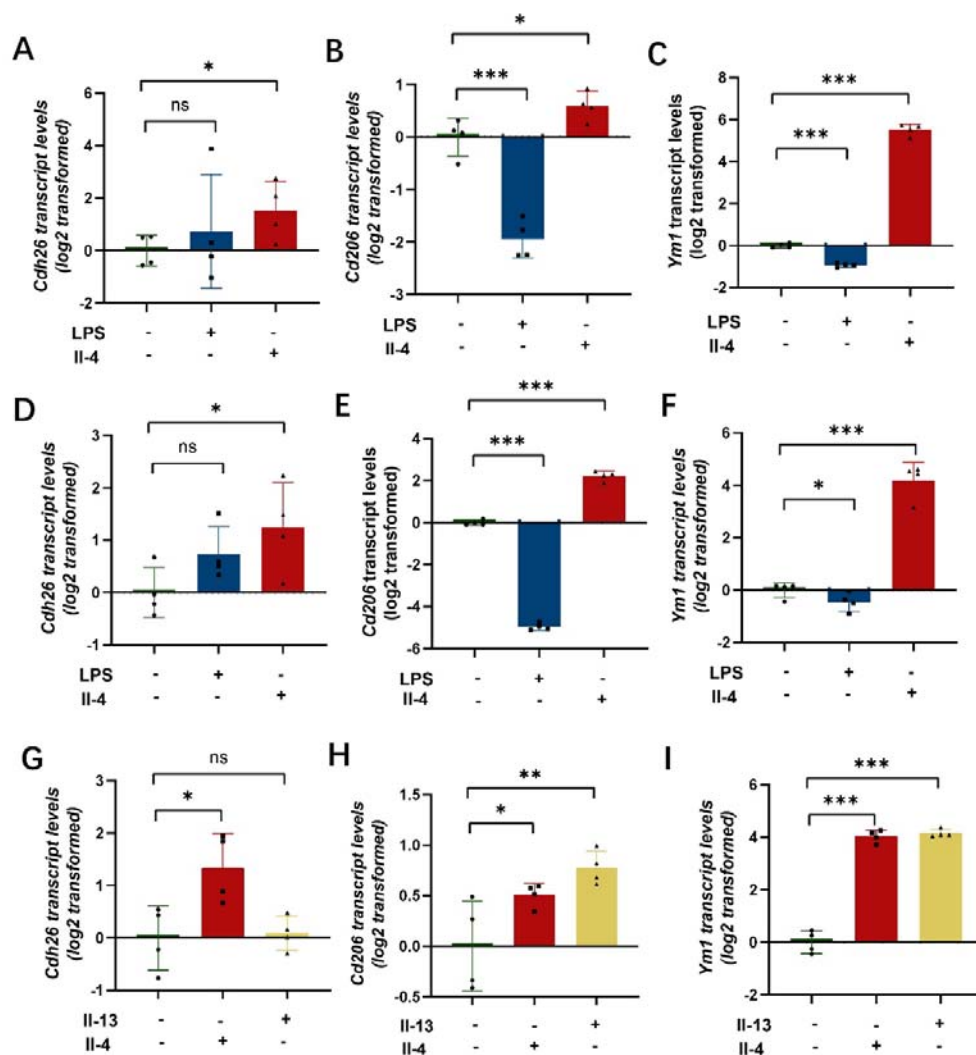 A
Cdh26 transcript levels
(log2 transformed)
6
4
2
0
-2
*
ns
LPS - + -
Il-4 - - +
B
Cd206 transcript levels
(log2 transformed)
1
0
-1
-2
-3
*
***
LPS - + -
Il-4 - - +
C
Ym1 transcript levels
(log2 transformed)
8
6
4
2
0
-2
***
***
LPS - + -
Il-4 - - +
D
Cdh26 transcript levels
(log2 transformed)
3
2
1
0
-1
*
ns
LPS - + -
Il-4 - - +
E
Cd206 transcript levels
(log2 transformed)
4
2
0
-2
-4
-6
***
***
LPS - + -
Il-4 - - +
F
Ym1 transcript levels
(log2 transformed)
6
4
2
0
-2
***
*
LPS - + -
Il-4 - - +
G
Cdh26 transcript levels
(log2 transformed)
3
2
1
0
-1
ns
*
Il-13 - - +
Il-4 - + -
H
Cd206 transcript levels
(log2 transformed)
1.5
1.0
0.5
0.0
-0.5
**
*
Il-13 - - +
Il-4 - + -
I
Ym1 transcript levels
(log2 transformed)
6
4
2
0
-2
***
***
Il-13 - - +
Il-4 - + -